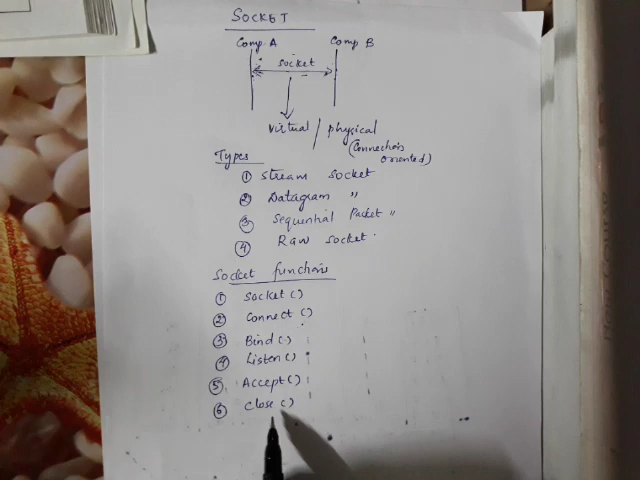 SOCKET
Comp A Comp B
Socket
virtual / physical
(Connection oriented)
Types
① Stream Socket
② Datagram "
③ Sequential Packet "
④ Raw Socket.
Socket functions
① Socket()
② Connect()
③ Bind()
④ Listen()
⑤ Accept()
⑥ Close()